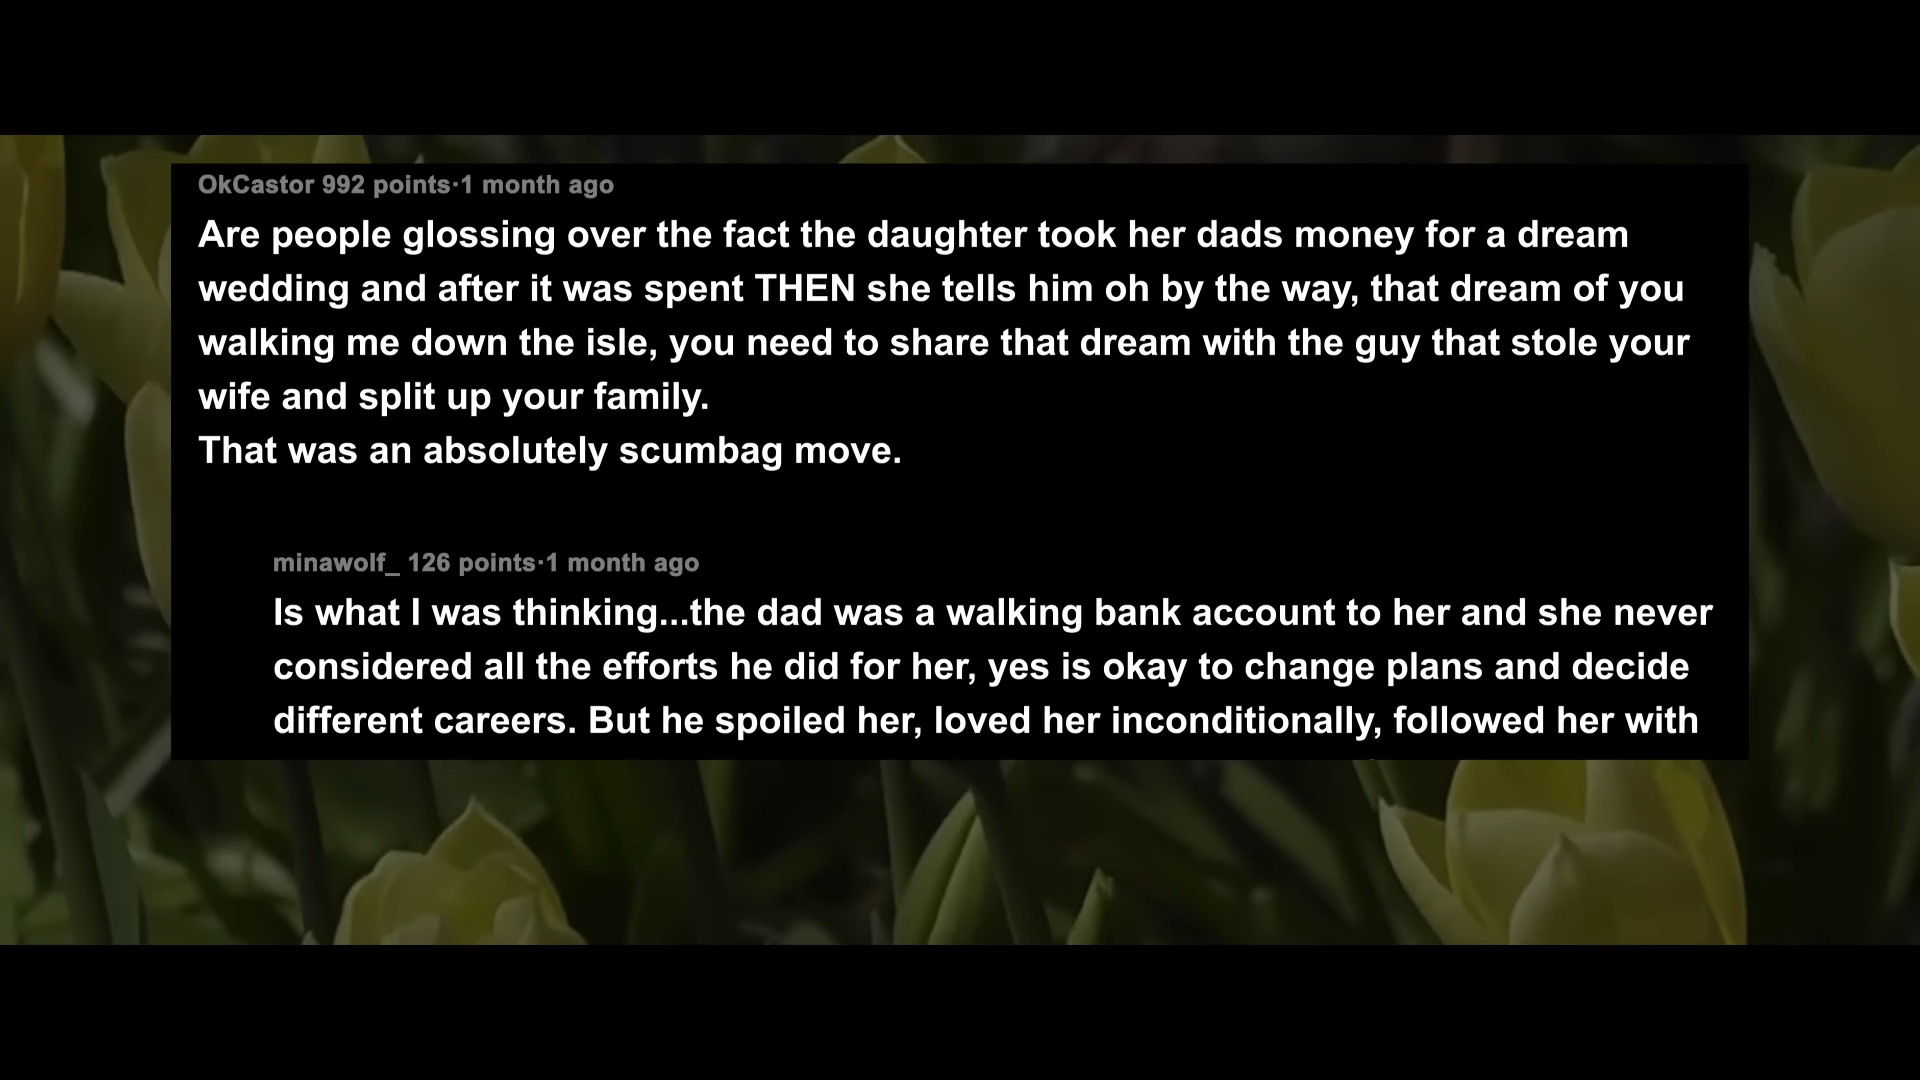 OkCastor 992 points·1 month ago
Are people glossing over the fact the daughter took her dads money for a dream
wedding and after it was spent THEN she tells him oh by the way, that dream of you
walking me down the isle, you need to share that dream with the guy that stole your
wife and split up your family.
That was an absolutely scumbag move.
minawolf_ 126 points·1 month ago
Is what I was thinking...the dad was a walking bank account to her and she never
considered all the efforts he did for her, yes is okay to change plans and decide
different careers. But he spoiled her, loved her inconditionally, followed her with